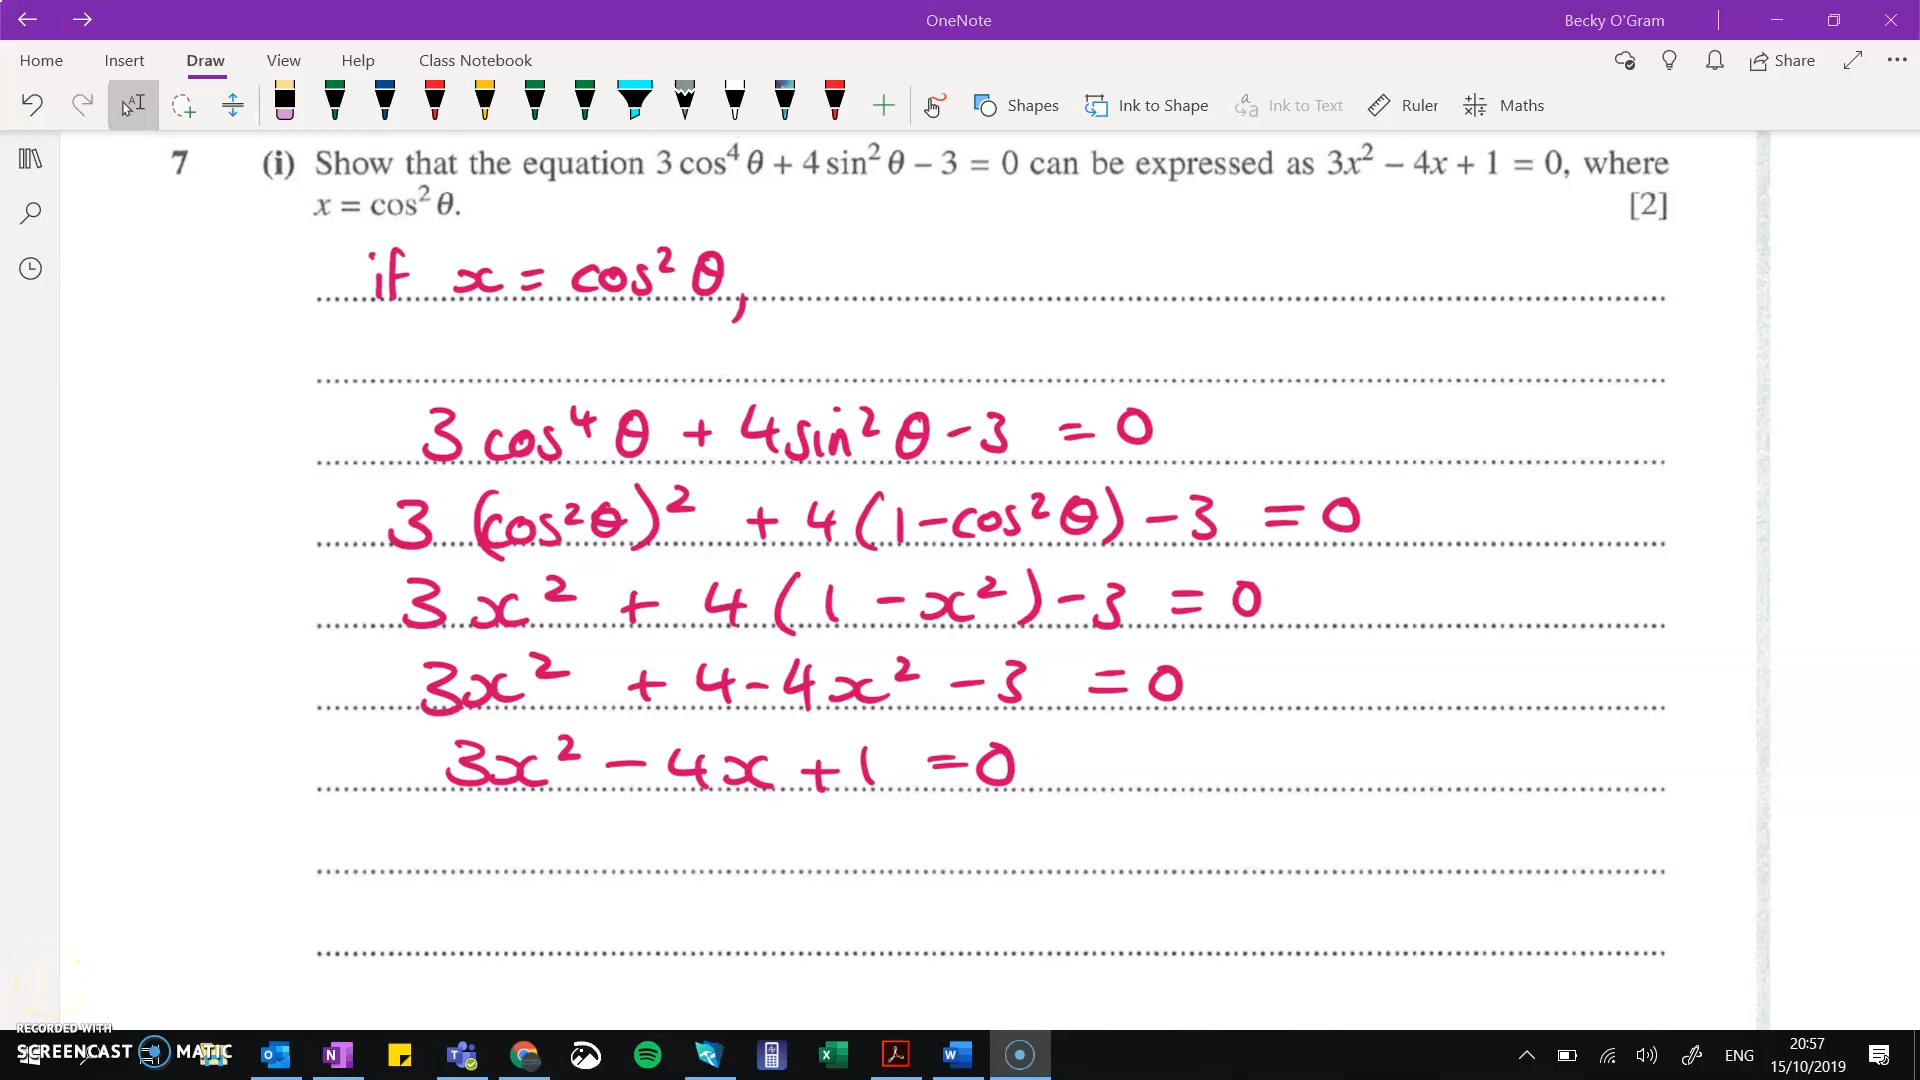 OneNote
Becky O'Gram
Home Insert Draw View Help Class Notebook
Share
Shapes Ink to Shape Ink to Text Ruler Maths
7 (i) Show that the equation 3 cos⁴ θ + 4 sin² θ − 3 = 0 can be expressed as 3x² − 4x + 1 = 0, where
x = cos² θ. [2]
if x = cos² θ,
3 cos⁴ θ + 4 sin² θ − 3 = 0
3 (cos² θ)² + 4 (1 − cos² θ) − 3 = 0
3x² + 4 (1 − x²) − 3 = 0
3x² + 4 − 4x² − 3 = 0
3x² − 4x + 1 = 0
RECORDED WITH
SCREENCAST MATIC
ENG
20:57
15/10/2019